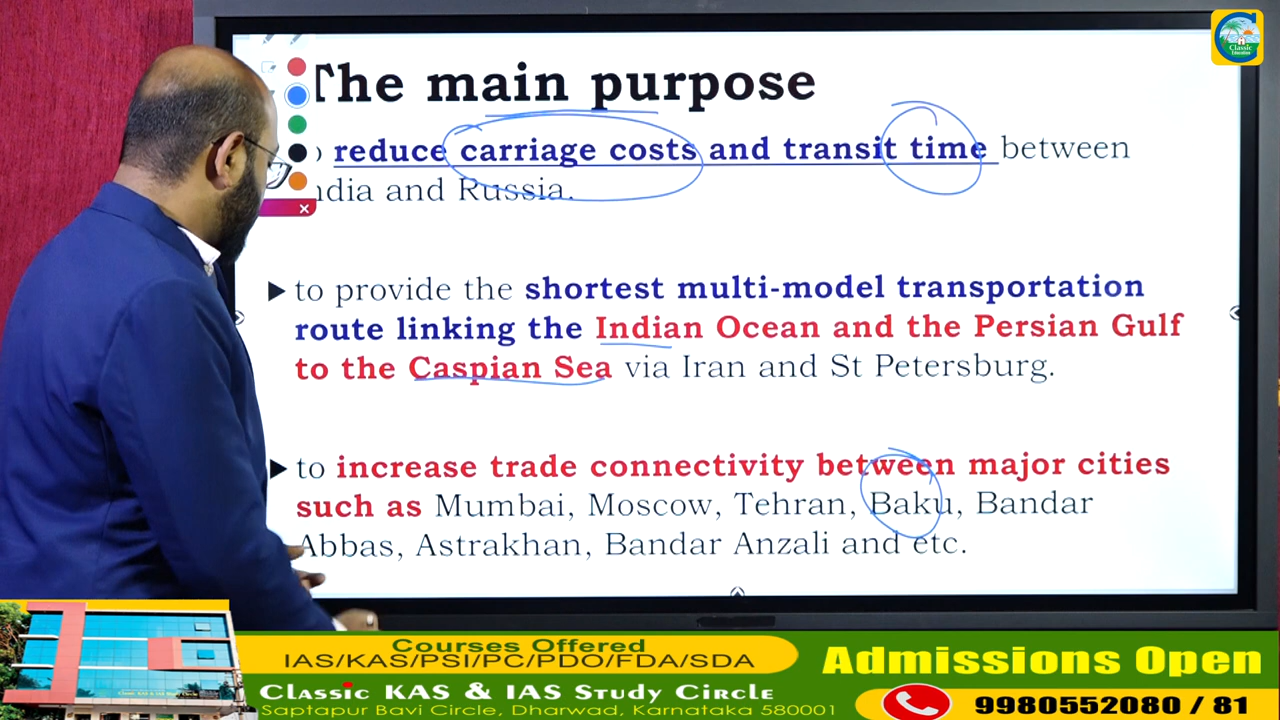 The main purpose
reduce carriage costs and transit time between
India and Russia.
to provide the shortest multi-model transportation
route linking the Indian Ocean and the Persian Gulf
to the Caspian Sea via Iran and St Petersburg.
to increase trade connectivity between major cities
such as Mumbai, Moscow, Tehran, Baku, Bandar
Abbas, Astrakhan, Bandar Anzali and etc.
Classic
Education
Courses Offered
IAS/KAS/PSI/PC/PDO/FDA/SDA
Classic KAS & IAS Study Circle
Saptapur Bavi Circle, Dharwad, Karnataka 580001
Admissions Open
9980552080 / 81